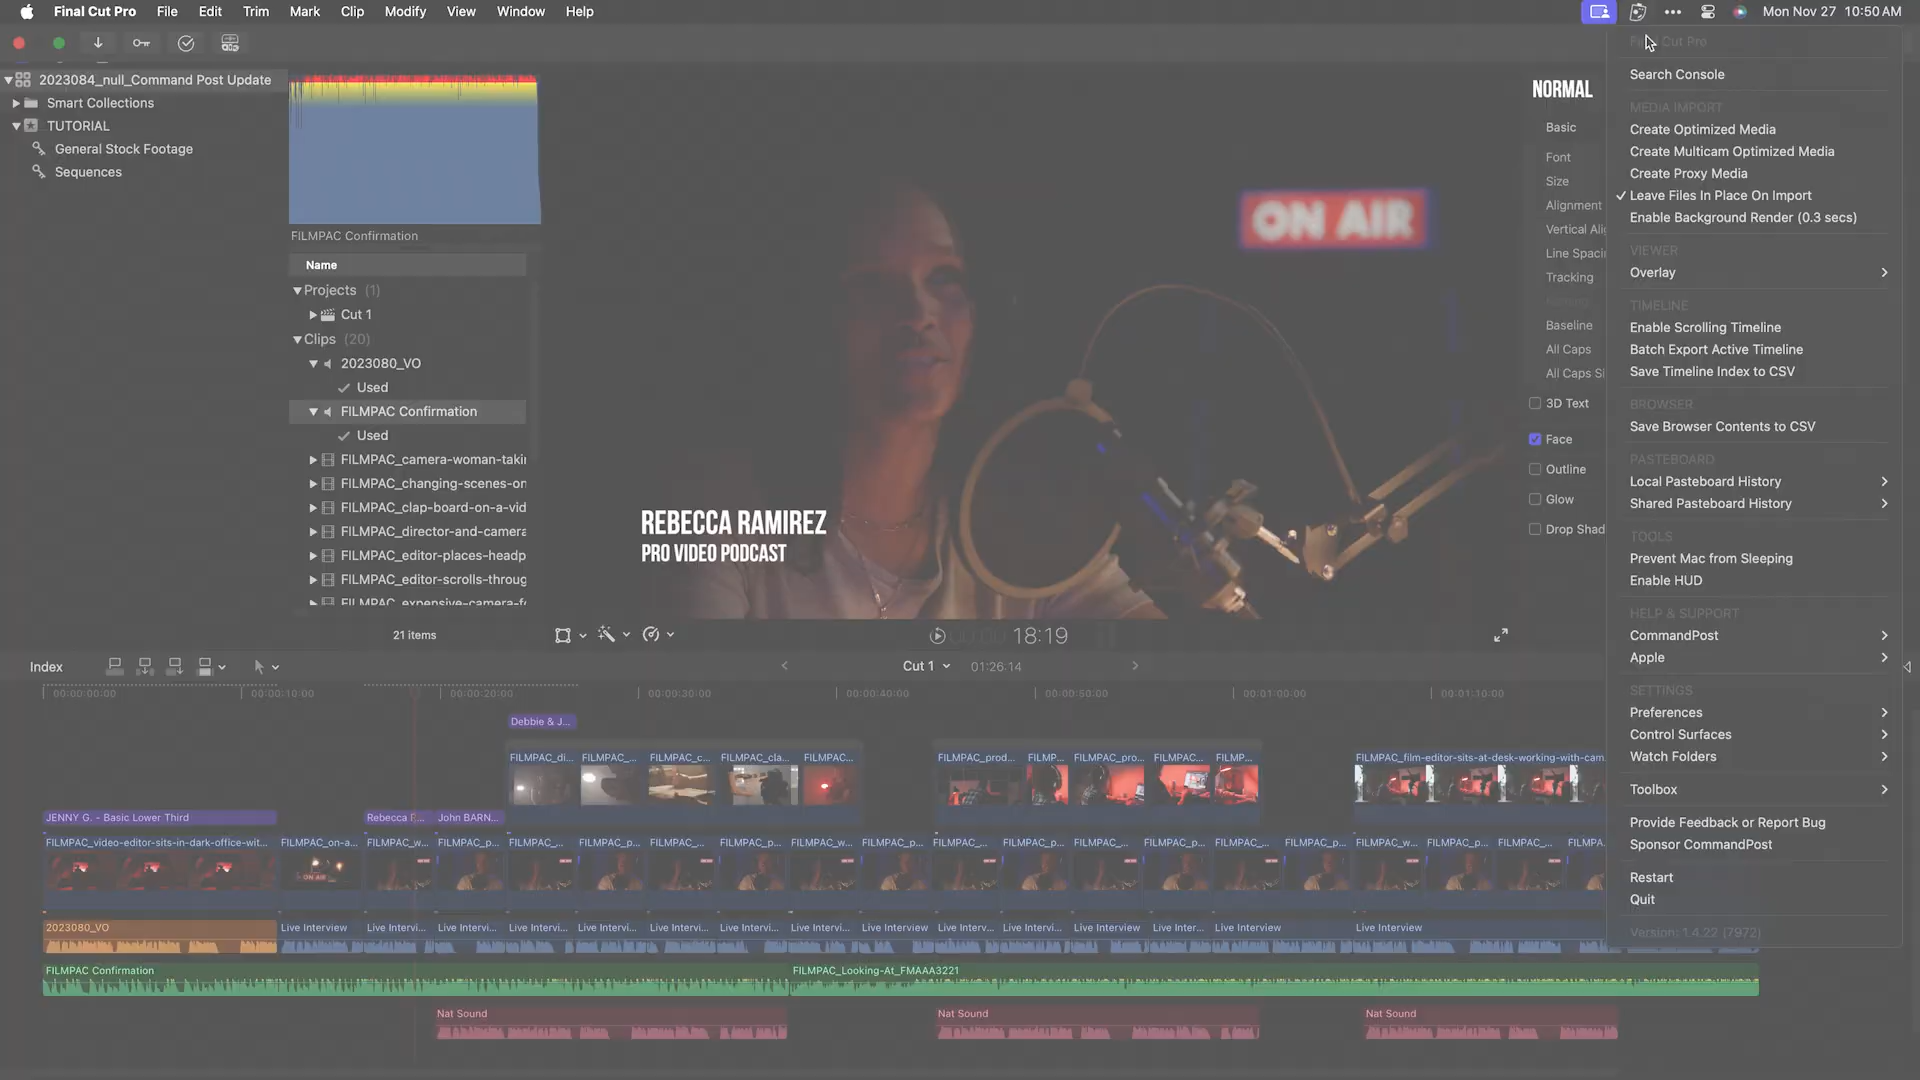 Final Cut Pro File Edit Trim Mark Clip Modify View Window Help
Mon Nov 27 10:50 AM
2023084_null_Command Post Update
Smart Collections
TUTORIAL
General Stock Footage
Sequences
FILMPAC Confirmation
Name
Projects (1)
Cut 1
Clips (20)
2023080_VO
Used
FILMPAC Confirmation
Used
FILMPAC_camera-woman-takin
FILMPAC_changing-scenes-on
FILMPAC_clap-board-on-a-vid
FILMPAC_director-and-camera
FILMPAC_editor-places-headp
FILMPAC_editor-scrolls-throug
FILMPAC_expensive-camera-fo
21 items
ON AIR
REBECCA RAMIREZ
PRO VIDEO PODCAST
18:19
NORMAL
Basic
Font
Size
Alignment
Vertical Alig
Line Spaci
Tracking
Baseline
All Caps
All Caps Si
3D Text
Face
Outline
Glow
Drop Shad
Final Cut Pro
Search Console
MEDIA IMPORT
Create Optimized Media
Create Multicam Optimized Media
Create Proxy Media
Leave Files In Place On Import
Enable Background Render (0.3 secs)
VIEWER
Overlay
TIMELINE
Enable Scrolling Timeline
Batch Export Active Timeline
Save Timeline Index to CSV
BROWSER
Save Browser Contents to CSV
PASTEBOARD
Local Pasteboard History
Shared Pasteboard History
TOOLS
Prevent Mac from Sleeping
Enable HUD
HELP & SUPPORT
CommandPost
Apple
SETTINGS
Preferences
Control Surfaces
Watch Folders
Toolbox
Provide Feedback or Report Bug
Sponsor CommandPost
Restart
Quit
Version: 1.4.22 (7972)
Index
Cut 1 01:26:14
00:00:00:00 00:00:10:00 00:00:20:00 00:00:30:00 00:00:40:00 00:00:50:00 00:01:00:00 00:01:10:00
Debbie & J...
FILMPAC_di... FILMPAC_... FILMPAC_c... FILMPAC_cla... FILMPAC... FILMPAC_prod... FILMP... FILMPAC_pro... FILMPAC... FILMP... FILMPAC_film-editor-sits-at-desk-working-with-cam
JENNY G. - Basic Lower Third Rebecca R... John BARN...
FILMPAC_video-editor-sits-in-dark-office-wit... FILMPAC_on-a... FILMPAC_w... FILMPAC_p... FILMPAC_... FILMPAC_p... FILMPAC_p... FILMPAC_w... FILMPAC_p... FILMPAC_... FILMPAC_p... FILMPAC_... FILMPAC_p... FILMPAC_... FILMPAC_p... FILMPAC_w... FILMPAC_p... FILMPAC_... FILMPA
2023080_VO Live Interview Live Intervi... Live Intervi... Live Intervi... Live Intervi... Live Intervi... Live Intervi... Live Intervi... Live Interview Live Interv... Live Intervi... Live Interview Live Inter... Live Interview Live Interview
FILMPAC Confirmation FILMPAC_Looking-At_FMAAA3221
Nat Sound Nat Sound Nat Sound